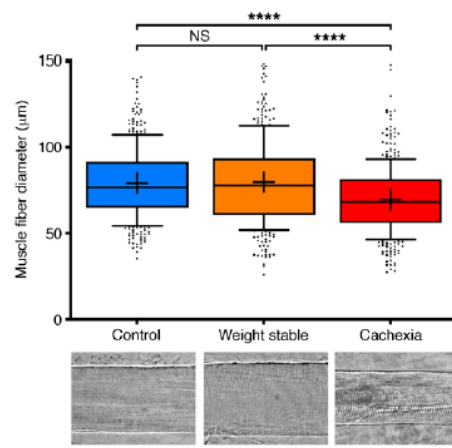 ****
NS
****
150
100
50
0
Muscle fiber diameter (μm)
Control
Weight stable
Cachexia